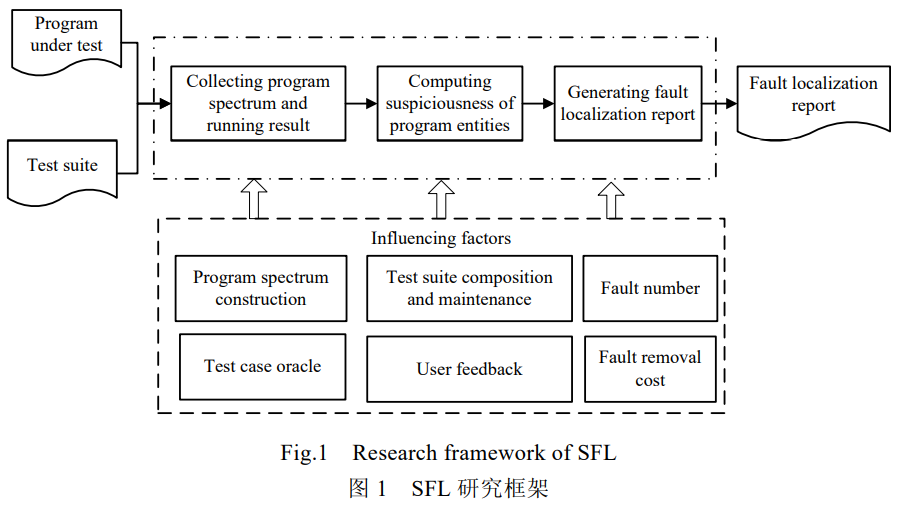 Program
under test
Test suite
Collecting program
spectrum and
running result
Computing
suspiciousness of
program entities
Generating fault
localization report
Fault localization
report
Influencing factors
Program spectrum
construction
Test suite composition
and maintenance
Fault number
Test case oracle
User feedback
Fault removal
cost
Fig.1 Research framework of SFL
图 1 SFL 研究框架